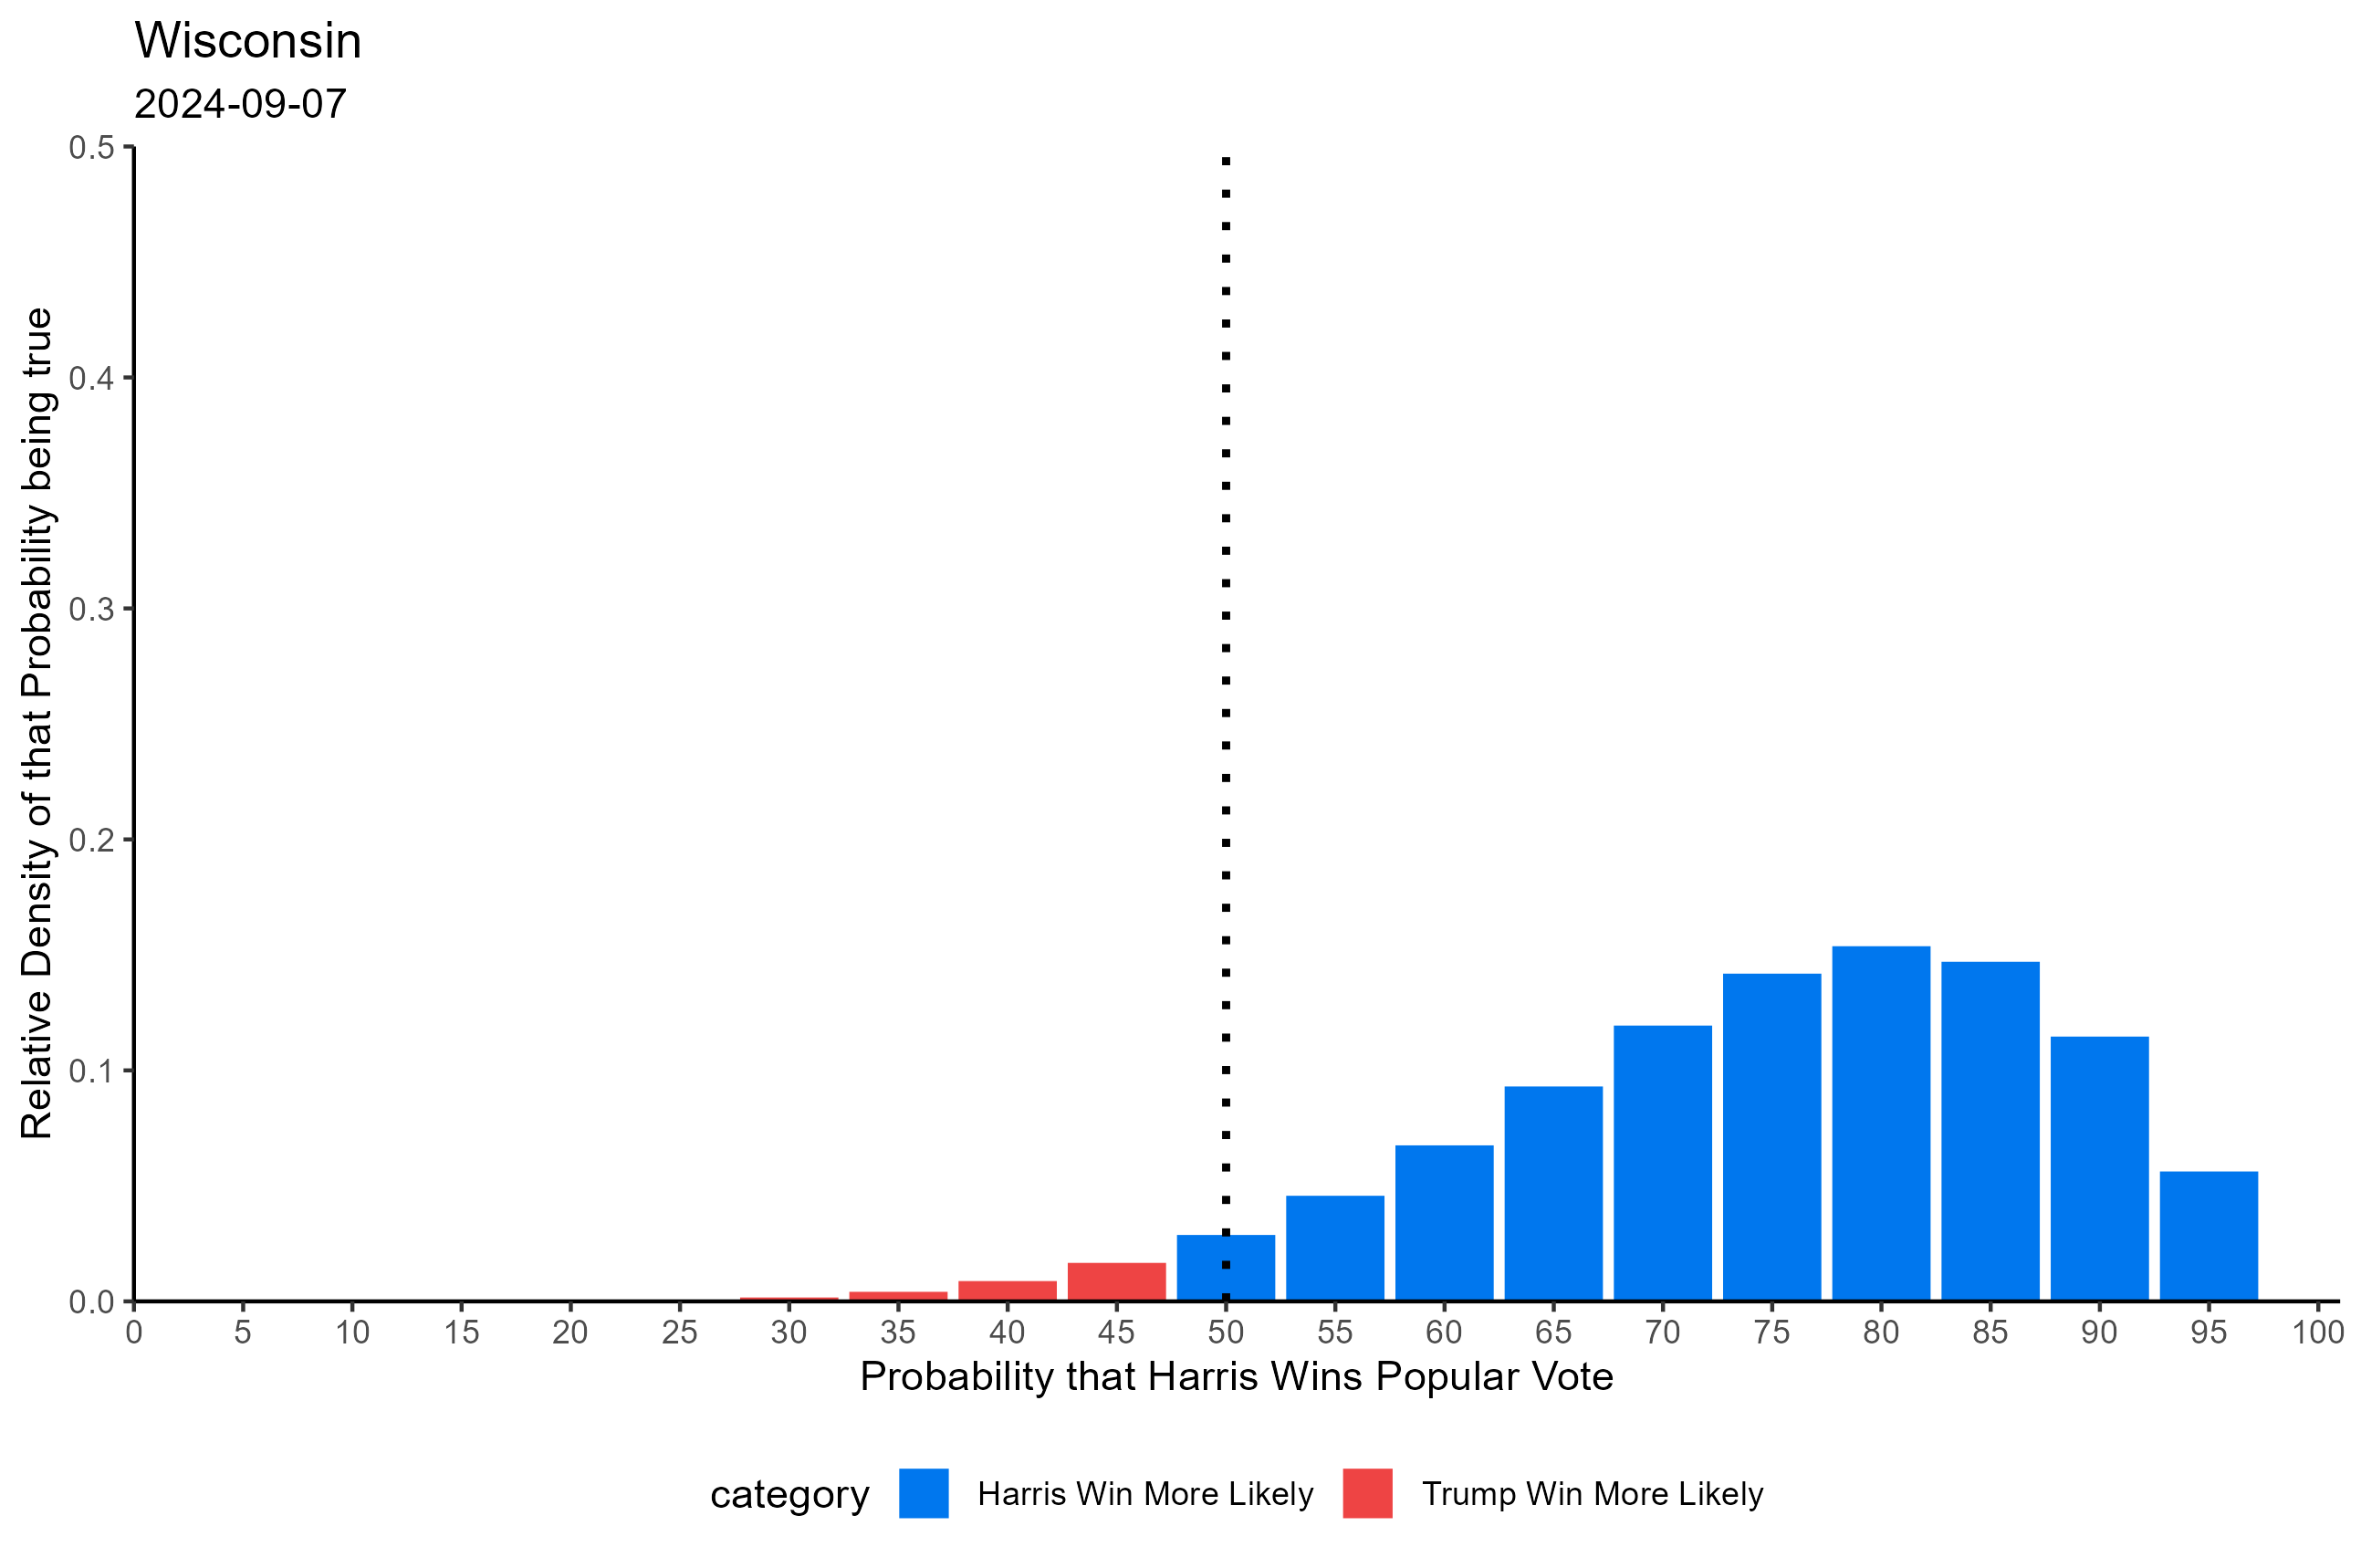 Wisconsin
2024-09-07
Relative Density of that Probability being true
0.5
0.4
0.3
0.2
0.1
0.0
0 5 10 15 20 25 30 35 40 45 50 55 60 65 70 75 80 85 90 95 100
Probability that Harris Wins Popular Vote
category Harris Win More Likely Trump Win More Likely